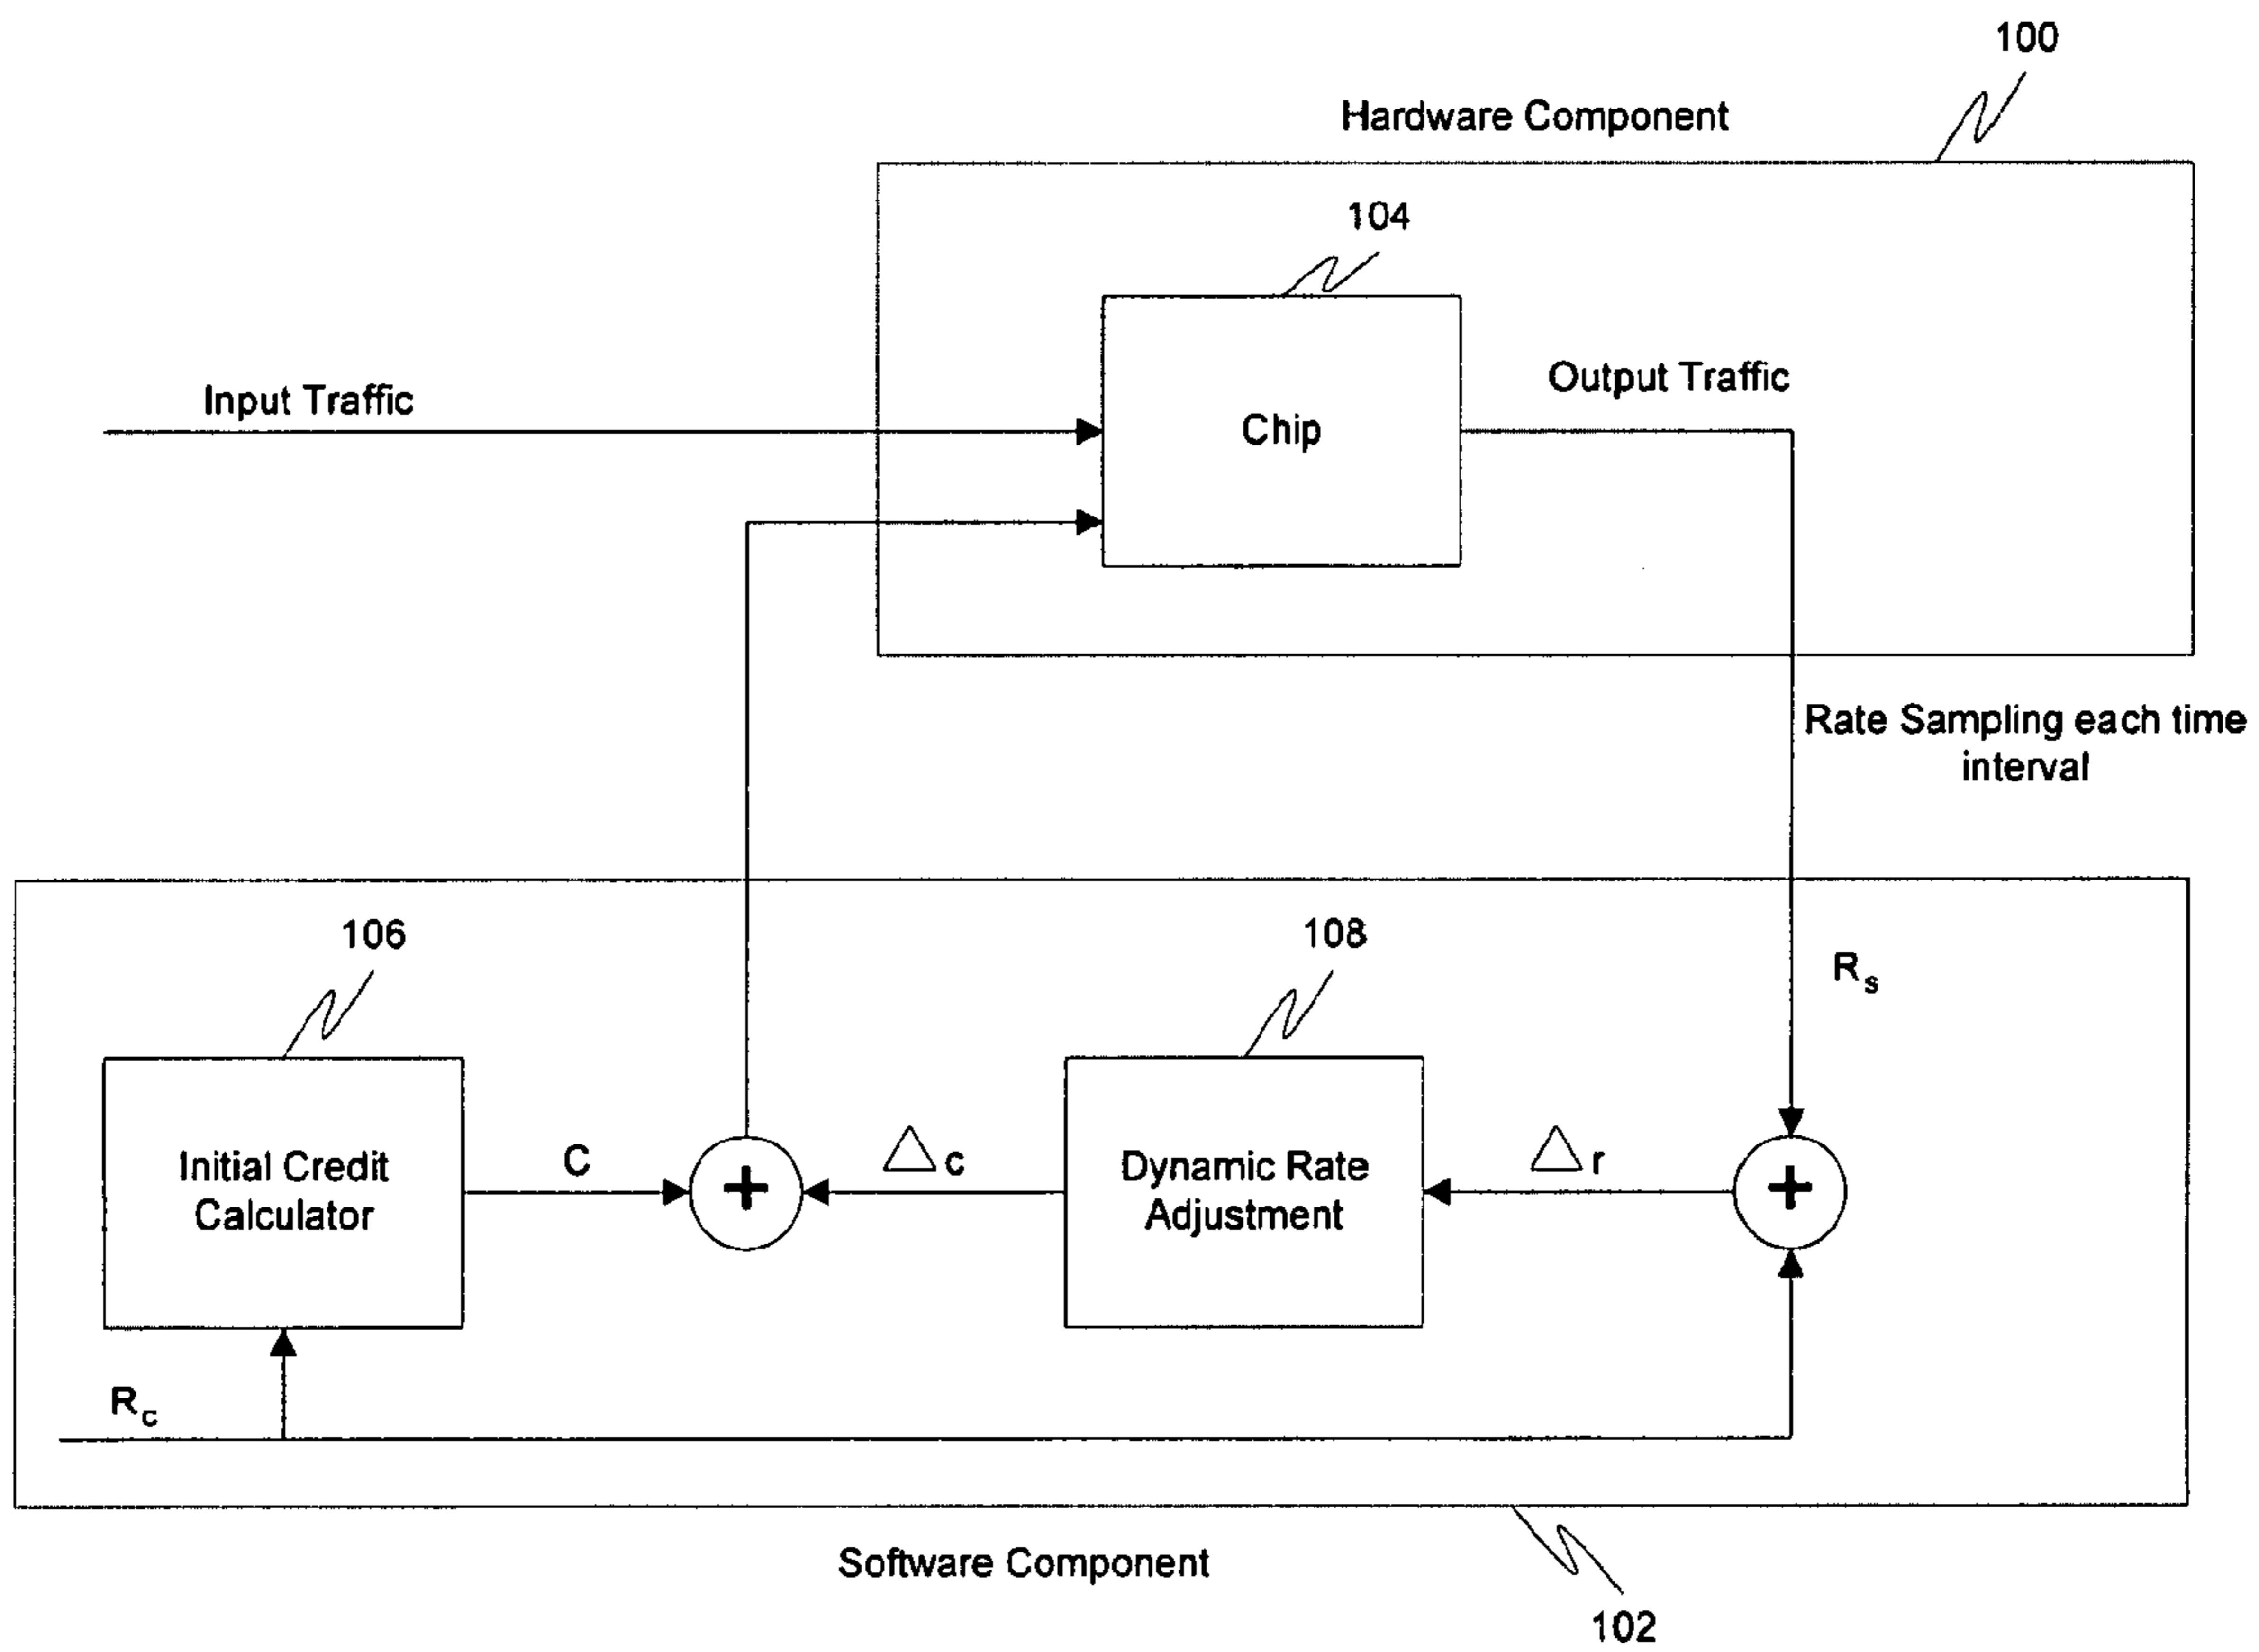 100
Hardware Component
104
Input Traffic
Chip
Output Traffic
Rate Sampling each time
interval
106
108
Rs
Initial Credit
Calculator
C
+
△c
Dynamic Rate
Adjustment
△r
+
Rc
Software Component
102